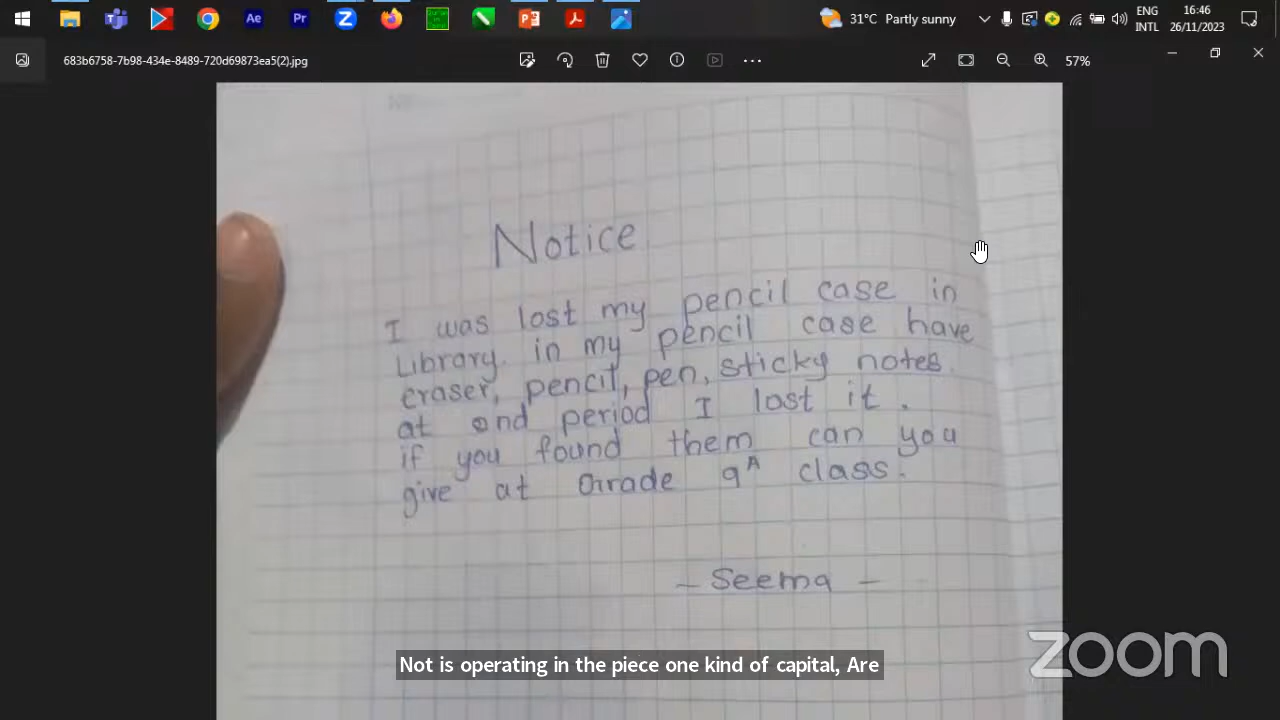 Ae
Pr
31°C Partly sunny
ENG
INTL
16:46
26/11/2023
683b6758-7b98-434e-8489-720d69873ea5(2).jpg
57%
Notice
I was lost my pencil case in
Library. in my pencil case have
eraser, pencil, pen, sticky notes.
at 2nd period I lost it.
if you found them can you
give at Grade 9A class.
- Seema -
Not is operating in the piece one kind of capital, Are
zoom